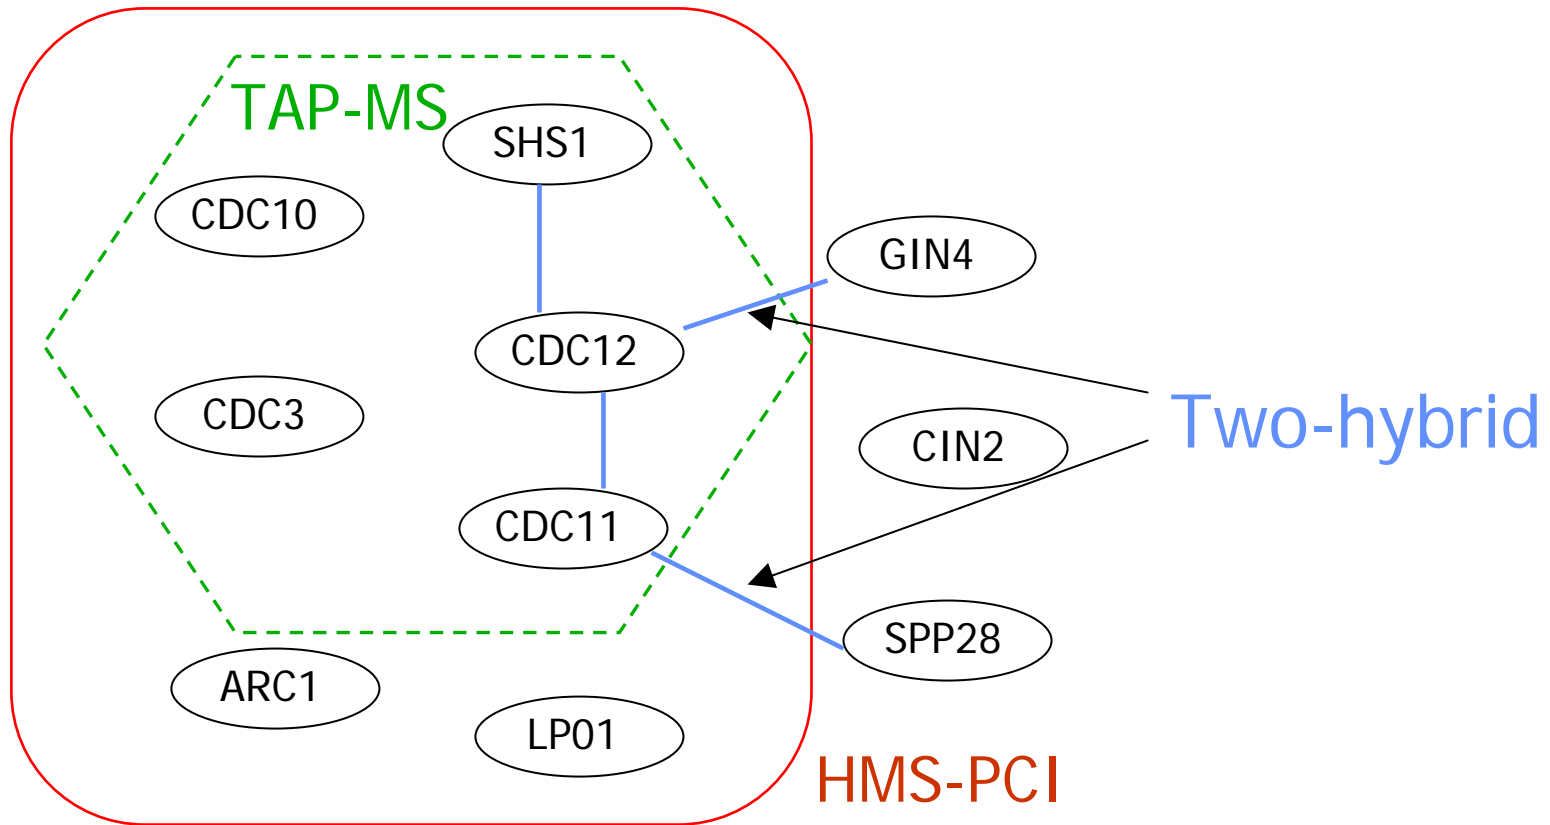 TAP-MS
SHS1
CDC10
GIN4
CDC12
CDC3
Two-hybrid
CIN2
CDC11
SPP28
ARC1
LP01
HMS-PCI